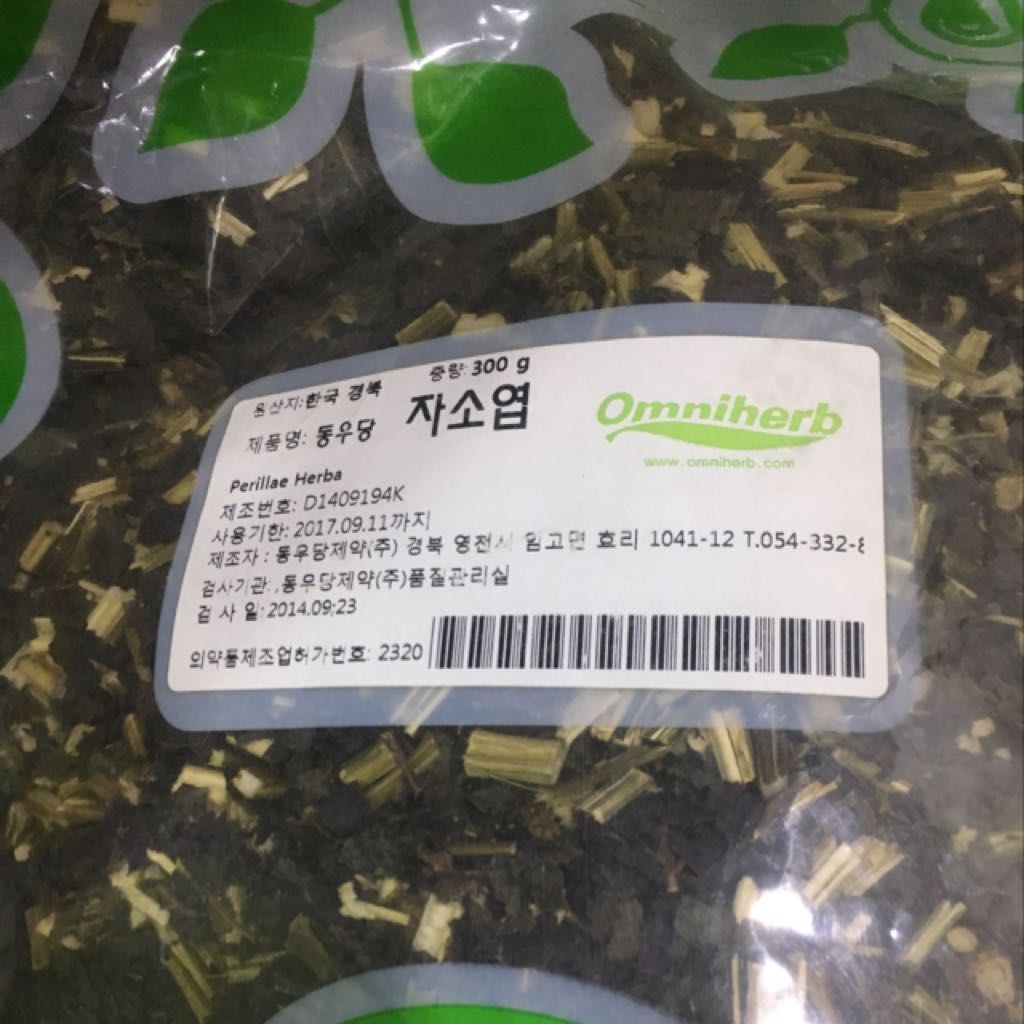 중량: 300 g
원산지:한국 경북
제품명: 동우당 자소엽
Omniherb
www.omniherb.com
Perillae Herba
제조번호: D1409194K
사용기한: 2017.09.11까지
제조자 : 동우당제약(주) 경북 영천시 임고면 효리 1041-12 T.054-332-8
검사기관.,동우당제약(주)품질관리실
검 사 일: 2014.09.23
의약품제조업허가번호: 2320